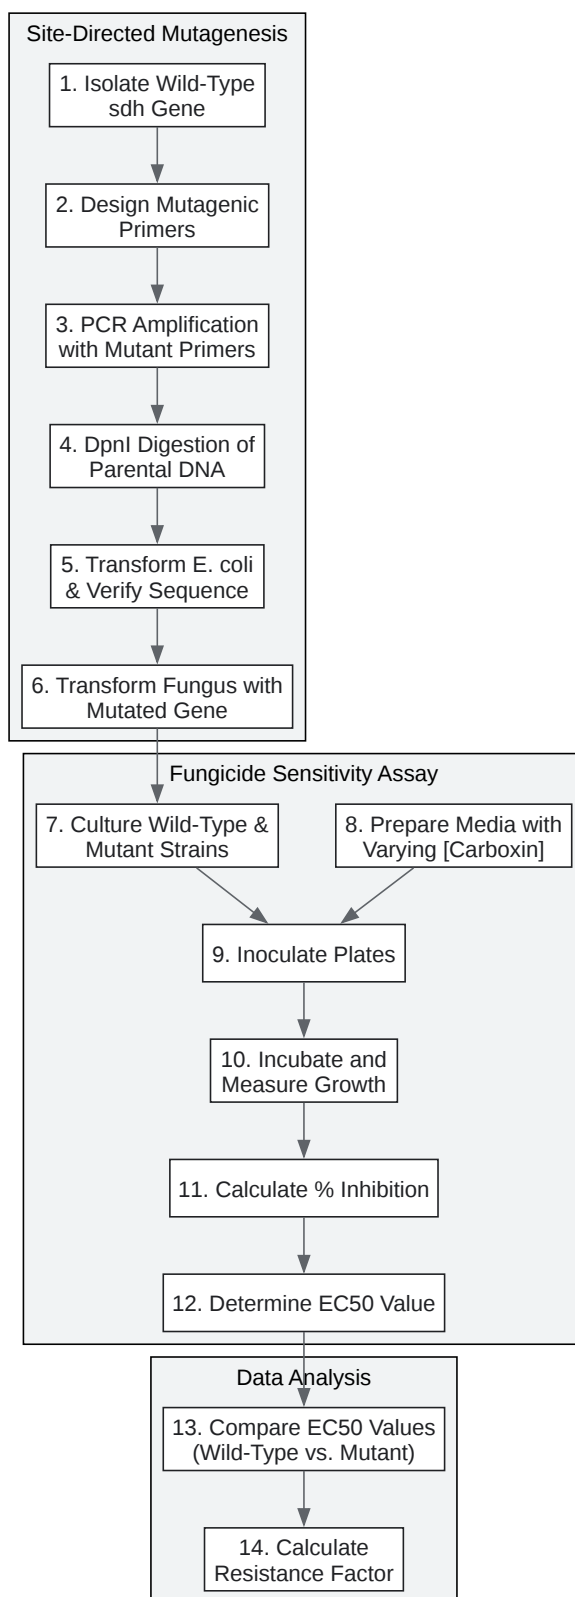 Site-Directed Mutagenesis
1. Isolate Wild-Type
sdh Gene
2. Design Mutagenic
Primers
3. PCR Amplification
with Mutant Primers
4. DpnI Digestion of
Parental DNA
5. Transform E. coli
& Verify Sequence
6. Transform Fungus with
Mutated Gene
Fungicide Sensitivity Assay
7. Culture Wild-Type &
Mutant Strains
8. Prepare Media with
Varying [Carboxin]
9. Inoculate Plates
10. Incubate and
Measure Growth
11. Calculate % Inhibition
12. Determine EC50 Value
Data Analysis
13. Compare EC50 Values
(Wild-Type vs. Mutant)
14. Calculate
Resistance Factor